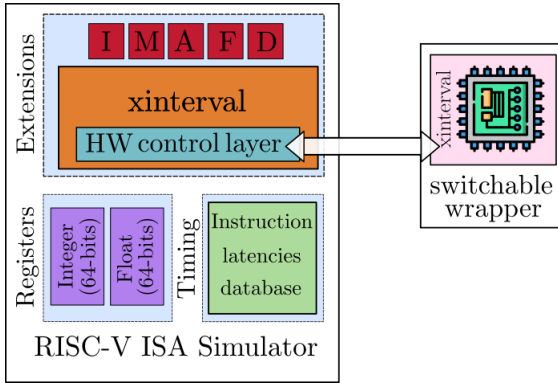 Extensions
I M A F D
xinterval
HW control layer
xinterval
switchable
wrapper
Registers
Integer
(64-bits)
Float
(64-bits)
Timing
Instruction
latencies
database
RISC-V ISA Simulator